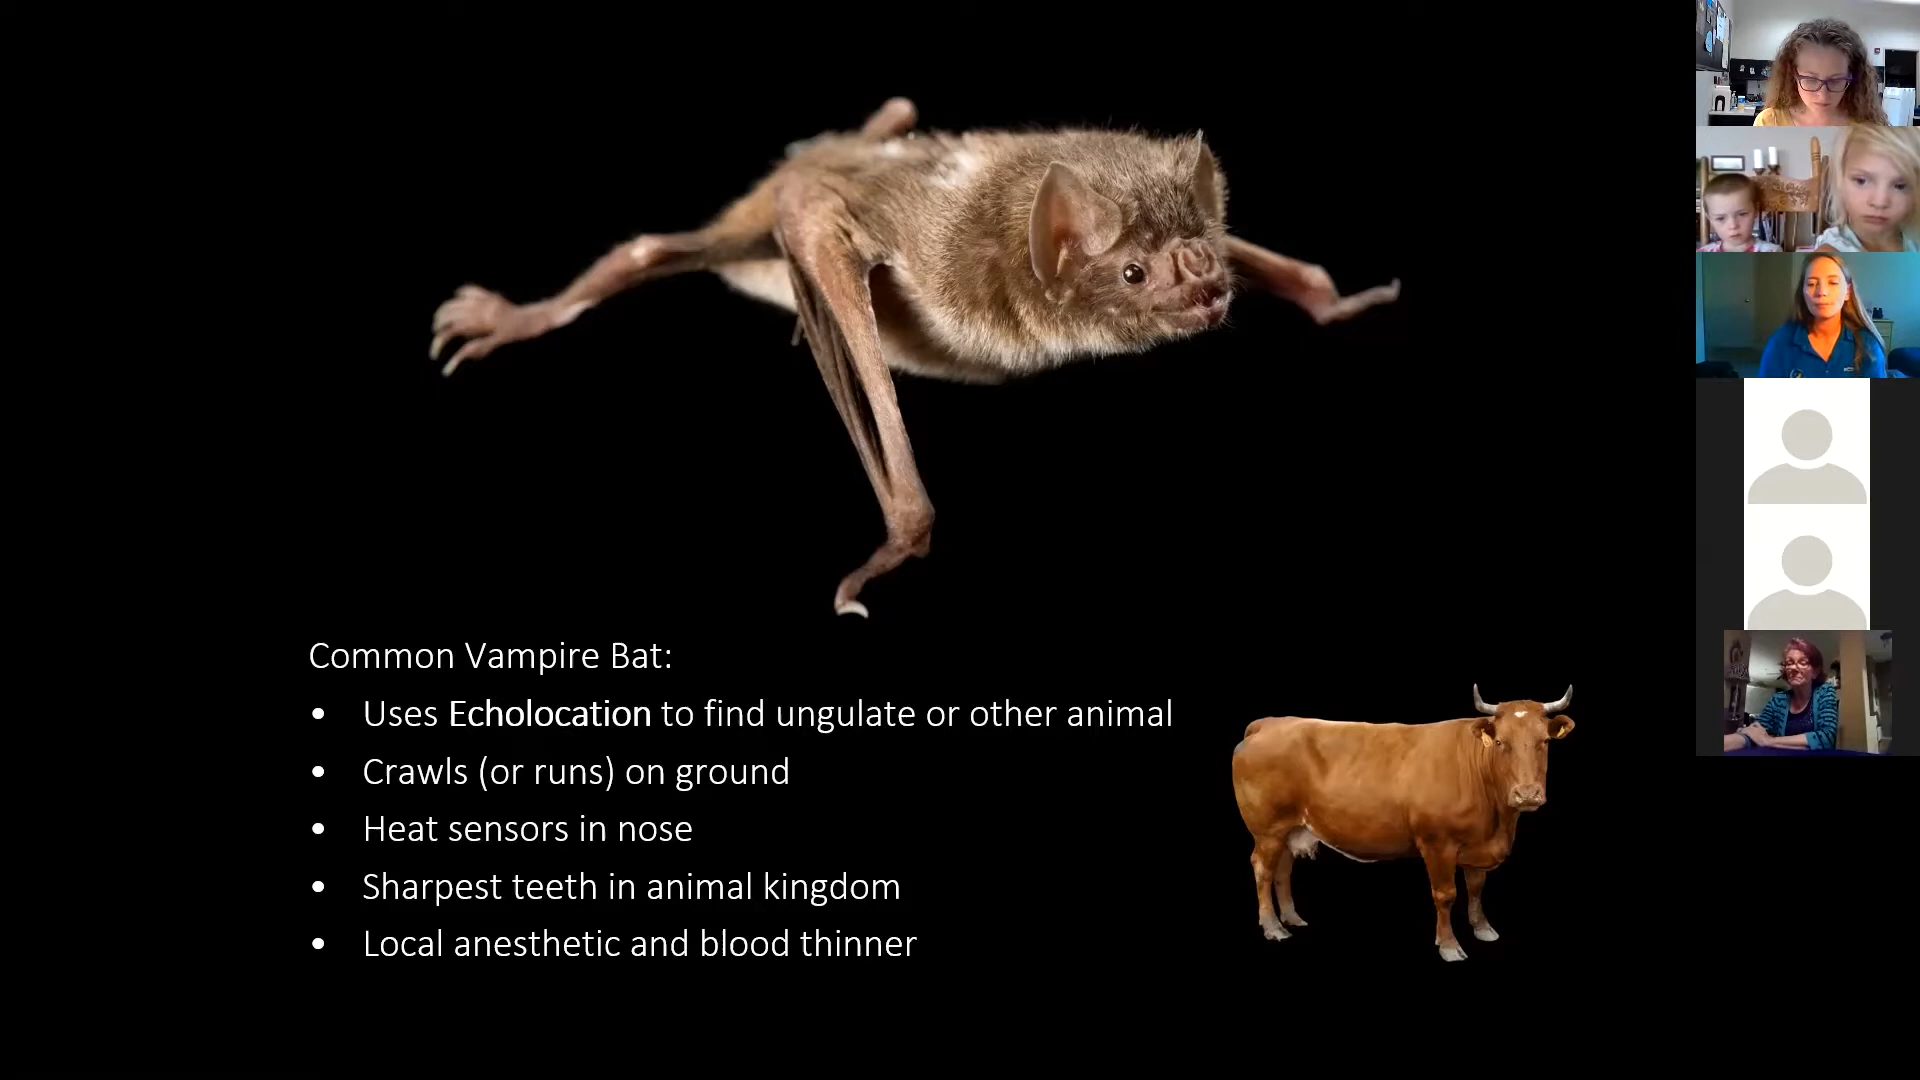 Common Vampire Bat:
• Uses Echolocation to find ungulate or other animal
• Crawls (or runs) on ground
• Heat sensors in nose
• Sharpest teeth in animal kingdom
• Local anesthetic and blood thinner